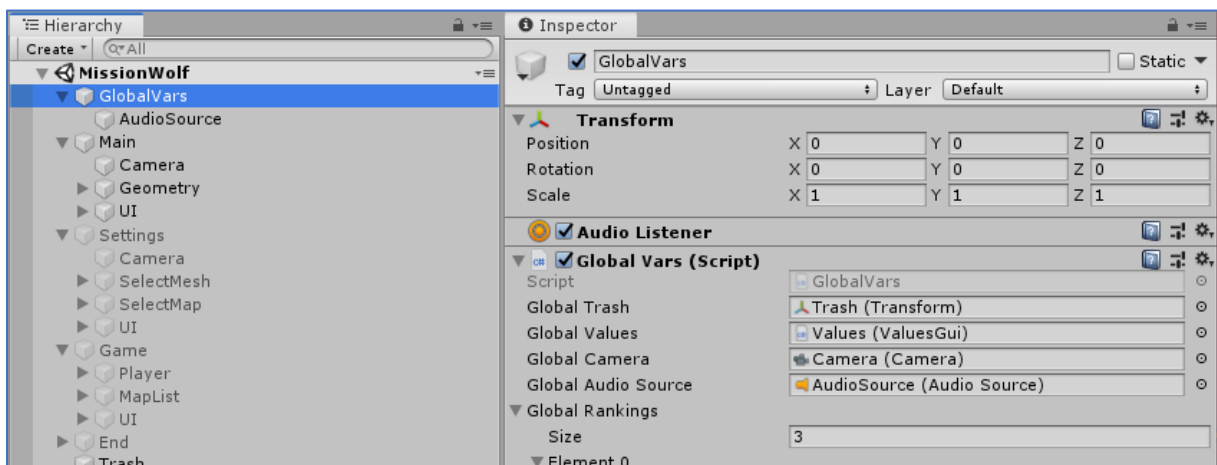 Hierarchy
Create All
MissionWolf
GlobalVars
AudioSource
Main
Camera
Geometry
UI
Settings
Camera
SelectMesh
SelectMap
UI
Game
Player
MapList
UI
End
Trash
Inspector
GlobalVars Static
Tag Untagged Layer Default
Transform
Position X 0 Y 0 Z 0
Rotation X 0 Y 0 Z 0
Scale X 1 Y 1 Z 1
Audio Listener
C# Global Vars (Script)
Script GlobalVars
Global Trash Trash (Transform)
Global Values Values (ValuesGui)
Global Camera Camera (Camera)
Global Audio Source AudioSource (Audio Source)
Global Rankings
Size 3
Element 0